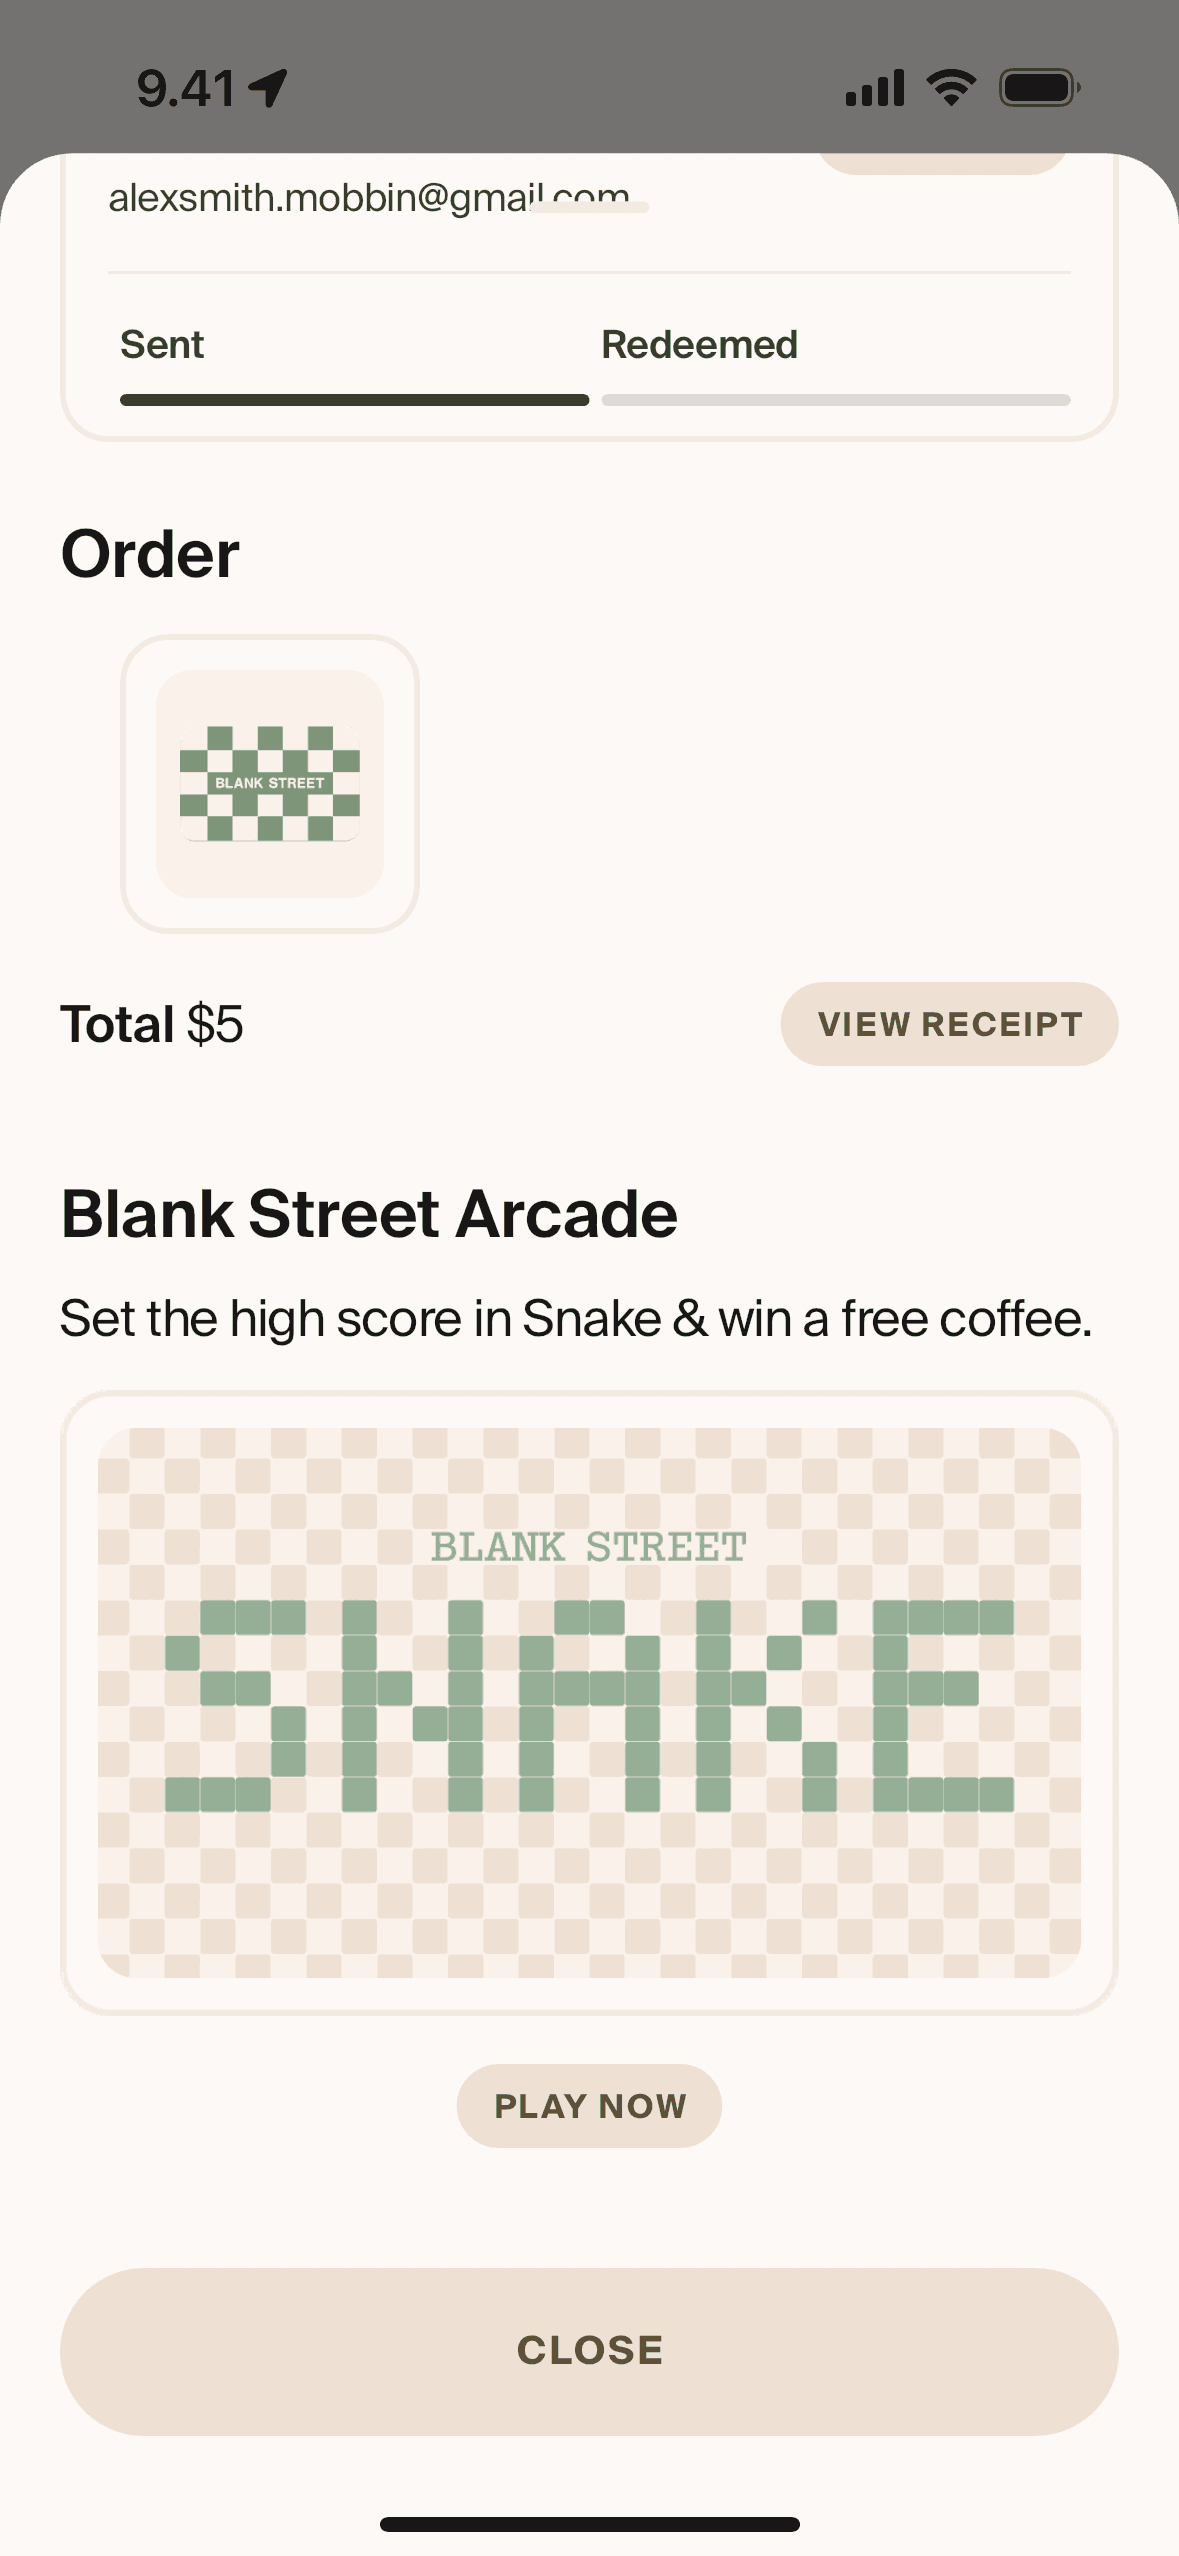 9.41
alexsmith.mobbin@gmail.com
Sent
Redeemed
Order
BLANK STREET
Total $5
VIEW RECEIPT
Blank Street Arcade
Set the high score in Snake & win a free coffee.
BLANK STREET
SNAKE
PLAY NOW
CLOSE